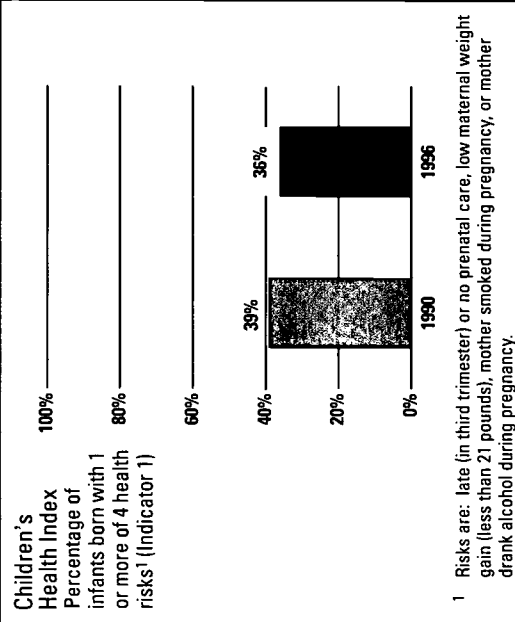 Children's
Health Index
Percentage of
infants born with 1
or more of 4 health
risks¹ (Indicator 1)
100%
80%
60%
40%
20%
0%
39%
36%
1990
1996
1 Risks are: late (in third trimester) or no prenatal care, low maternal weight
gain (less than 21 pounds), mother smoked during pregnancy, or mother
drank alcohol during pregnancy.